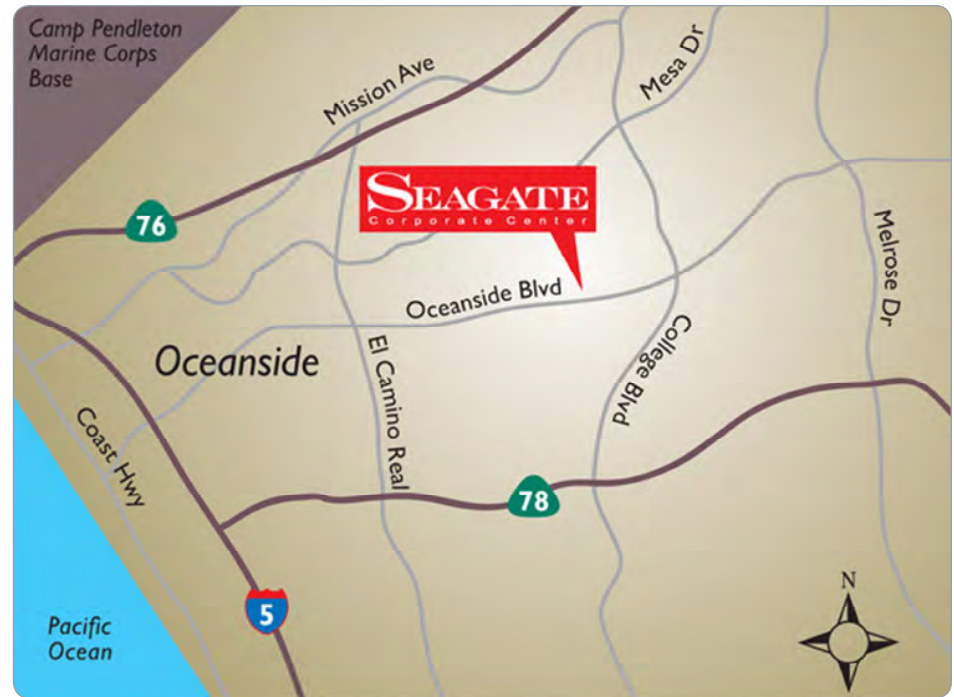 Camp Pendleton
Marine Corps
Base
Mission Ave
Mesa Dr
76
SEAGATE
Corporate Center
Melrose Dr
Oceanside Blvd
Oceanside
El Camino Real
College Blvd
Coast Hwy
78
5
N
Pacific
Ocean